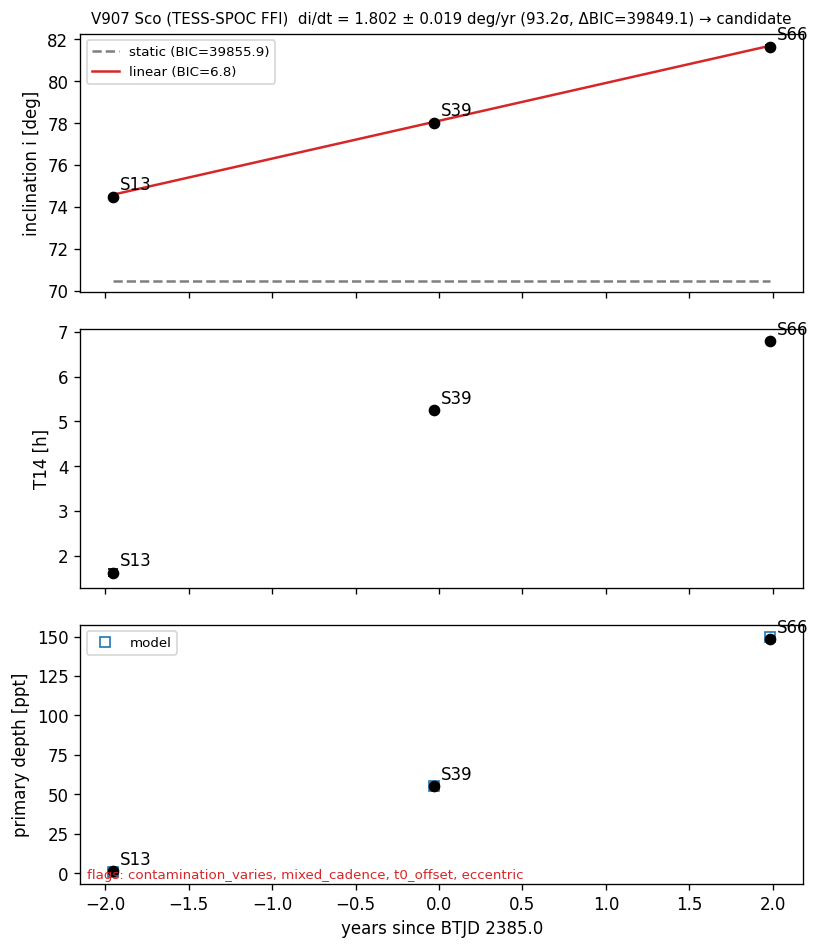 V907 Sco (TESS-SPOC FFI)  di/dt = 1.802 ± 0.019 deg/yr (93.2σ, ΔBIC=39849.1) → candidate
static (BIC=39855.9)
linear (BIC=6.8)
inclination i [deg]
82
80
78
76
74
72
70
S13
S39
S66
T14 [h]
7
6
5
4
3
2
S13
S39
S66
model
primary depth [ppt]
150
125
100
75
50
25
0
S13
S39
S66
flags: contamination_varies, mixed_cadence, t0_offset, eccentric
−2.0 −1.5 −1.0 −0.5 0.0 0.5 1.0 1.5 2.0
years since BTJD 2385.0